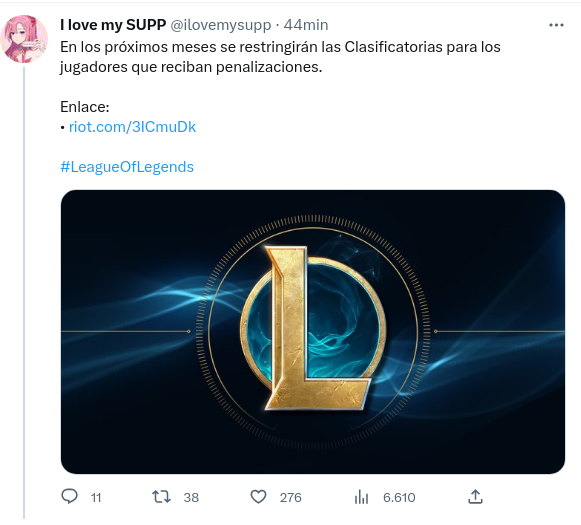 I love my SUPP @ilovemysupp · 44min
En los próximos meses se restringirán las Clasificatorias para los
jugadores que reciban penalizaciones.
Enlace:
• riot.com/3ICmuDk
#LeagueOfLegends
L
11 38 276 6.610